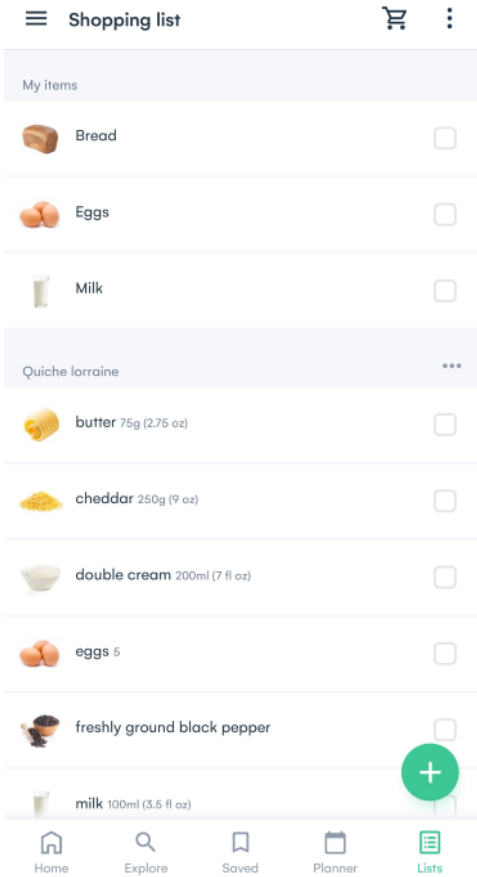 Shopping list
My items
Bread
Eggs
Milk
Quiche lorraine
butter 75g (2.75 oz)
cheddar 250g (9 oz)
double cream 200ml (7 fl oz)
eggs 5
freshly ground black pepper
milk 100ml (3.5 fl oz)
Home Explore Saved Planner Lists